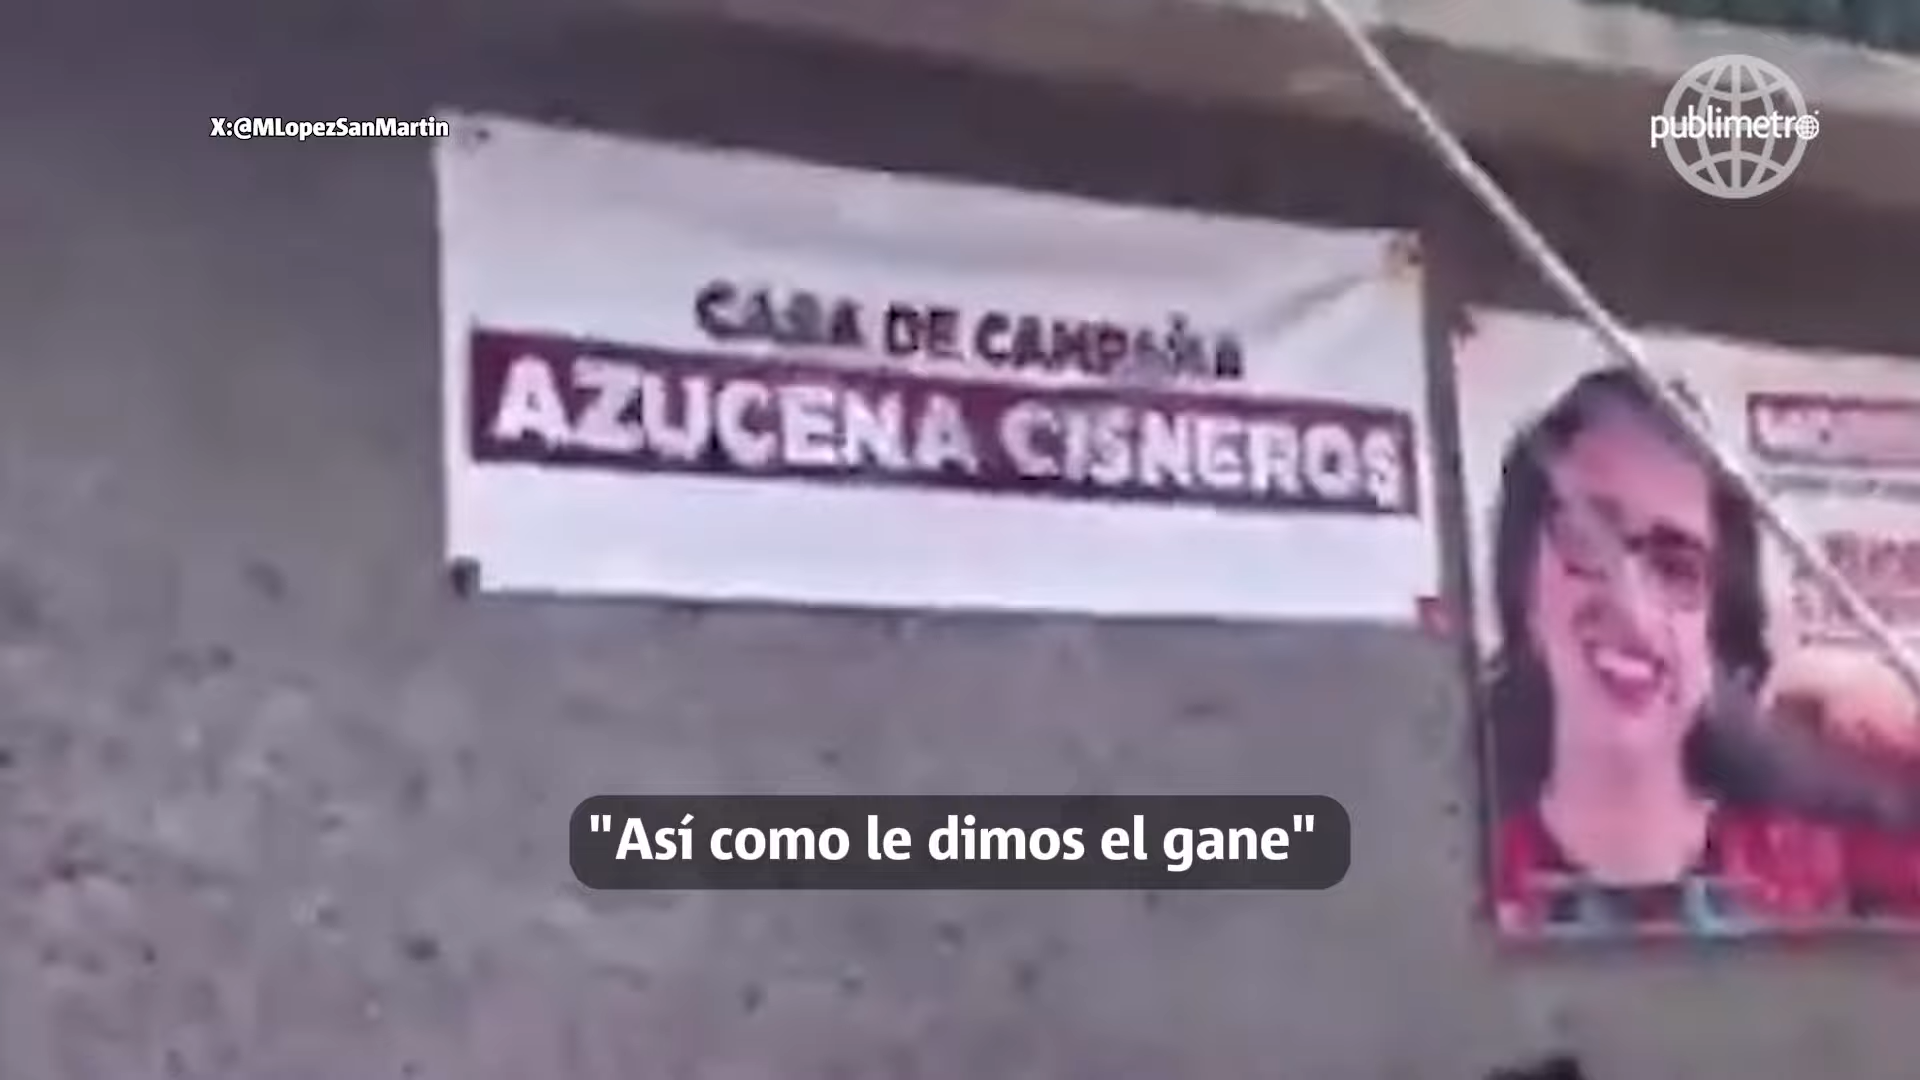 X:@MLopezSanMartin
publimetro
CASA DE CAMPAÑA
AZUCENA CISNEROS
"Así como le dimos el gane"